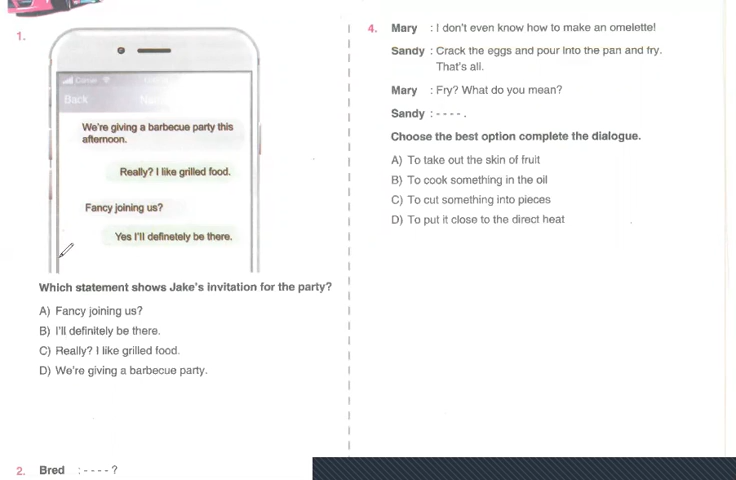 1.
Back
We're giving a barbecue party this
afternoon.
Really? I like grilled food.
Fancy joining us?
Yes I'll definetely be there.
Which statement shows Jake's invitation for the party?
A) Fancy joining us?
B) I'll definitely be there.
C) Really? I like grilled food.
D) We're giving a barbecue party.
2. Bred : - - - - ?
4. Mary : I don't even know how to make an omelette!
Sandy : Crack the eggs and pour into the pan and fry.
That's all.
Mary : Fry? What do you mean?
Sandy : - - - - .
Choose the best option complete the dialogue.
A) To take out the skin of fruit
B) To cook something in the oil
C) To cut something into pieces
D) To put it close to the direct heat